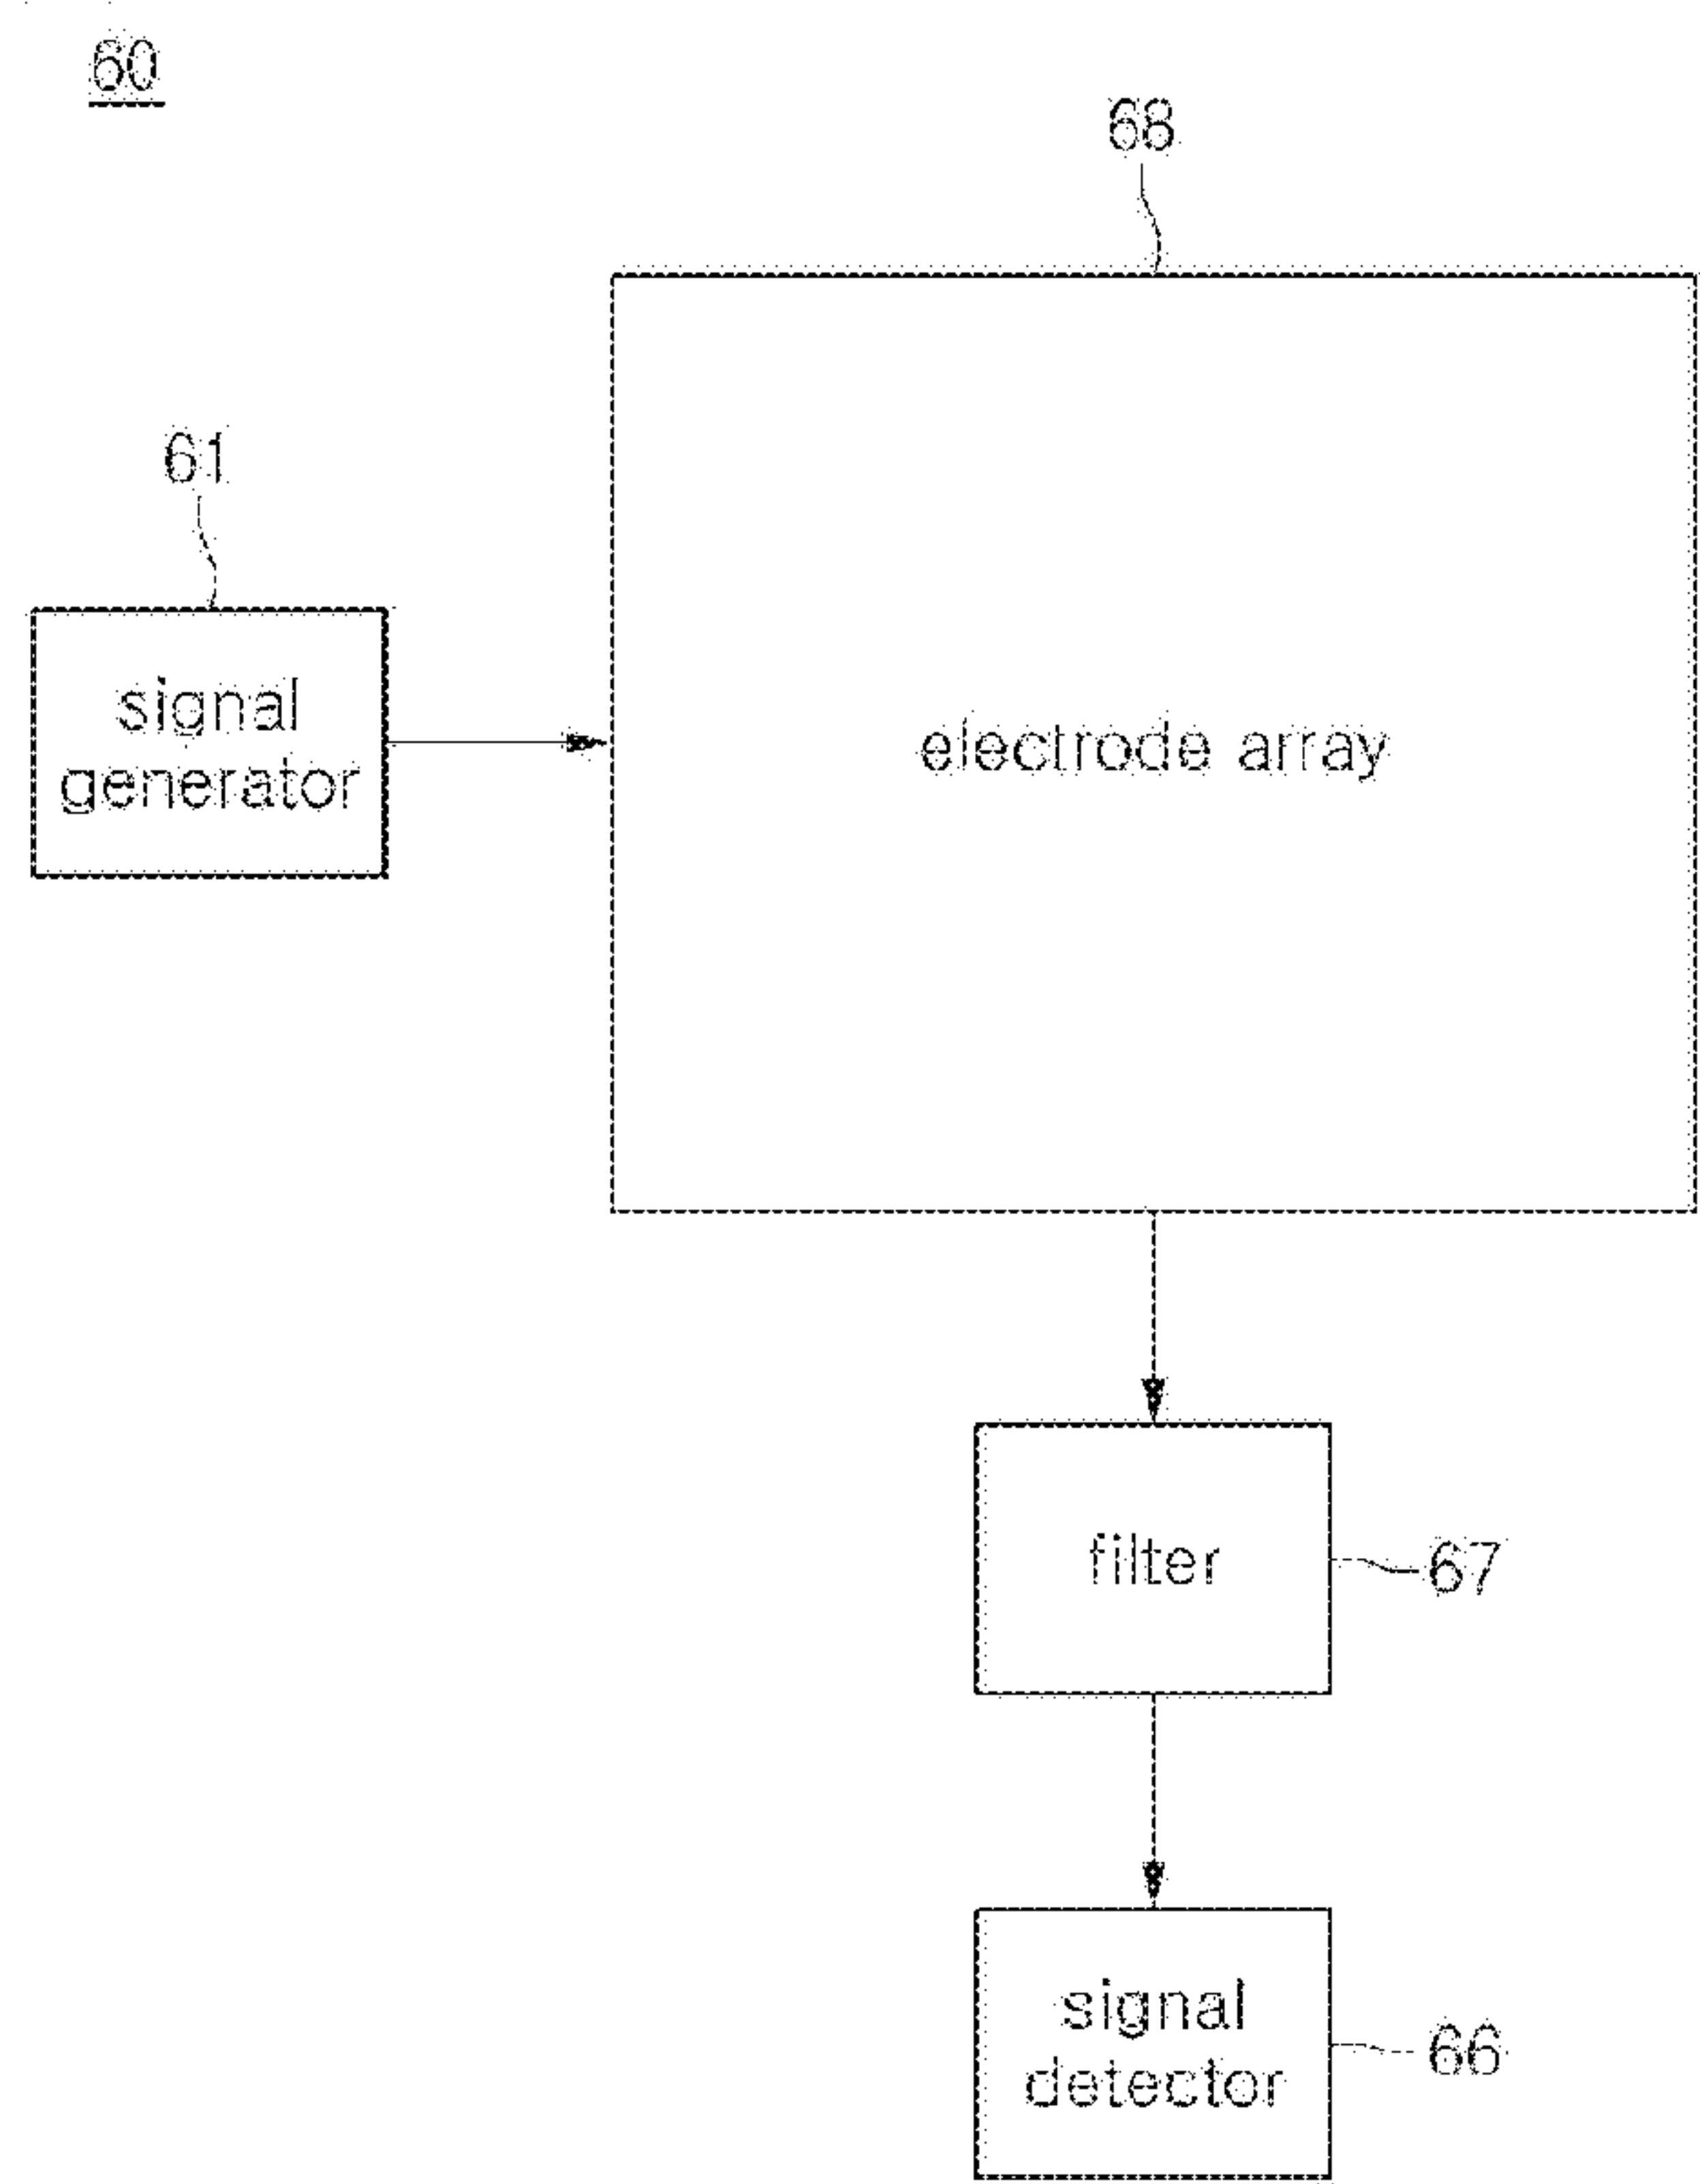 60
68
61
signal
generator
electrode array
filter
67
signal
detector
66